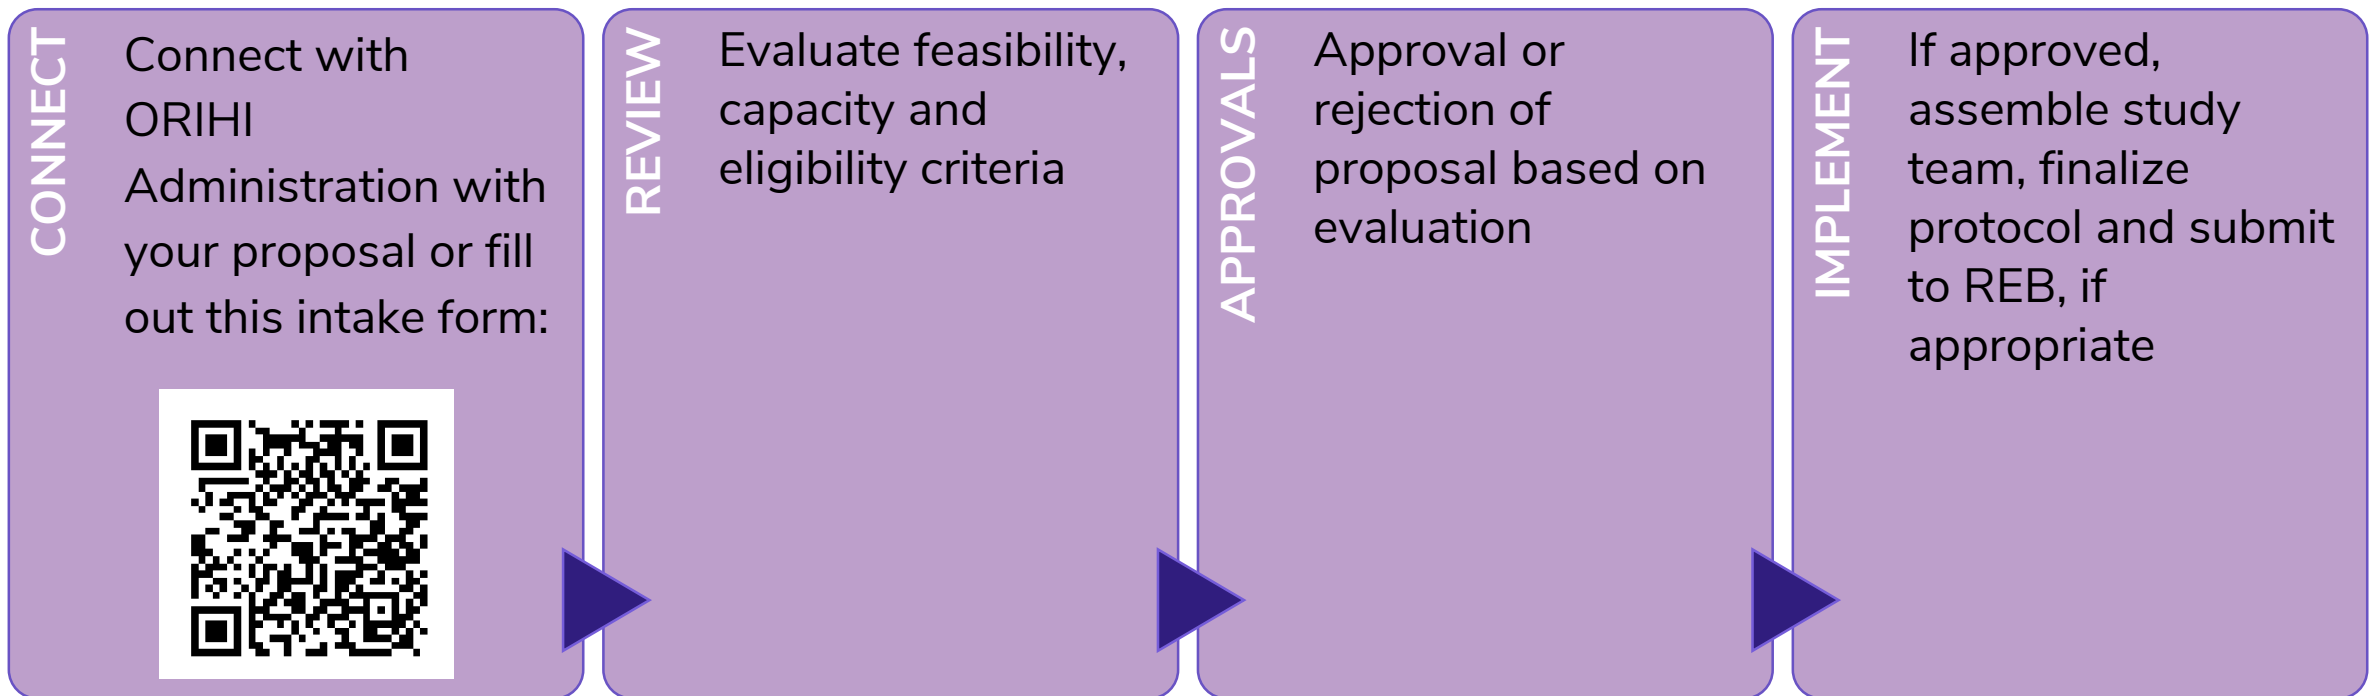 CONNECT
Connect with
ORIHI
Administration with
your proposal or fill
out this intake form:
REVIEW
Evaluate feasibility,
capacity and
eligibility criteria
APPROVALS
Approval or
rejection of
proposal based on
evaluation
IMPLEMENT
If approved,
assemble study
team, finalize
protocol and submit
to REB, if
appropriate